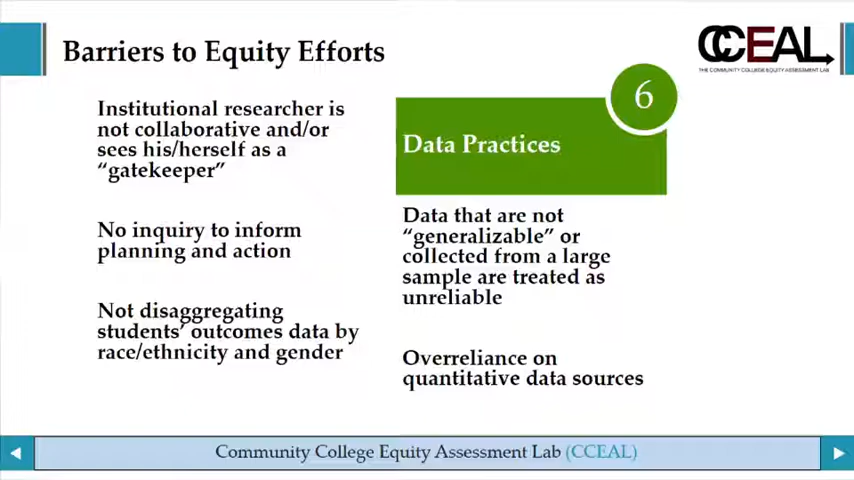 Barriers to Equity Efforts
CCEAL
THE COMMUNITY COLLEGE EQUITY ASSESSMENT LAB
Institutional researcher is
not collaborative and/or
sees his/herself as a
“gatekeeper”
No inquiry to inform
planning and action
Not disaggregating
students’ outcomes data by
race/ethnicity and gender
6
Data Practices
Data that are not
“generalizable” or
collected from a large
sample are treated as
unreliable
Overreliance on
quantitative data sources
Community College Equity Assessment Lab (CCEAL)